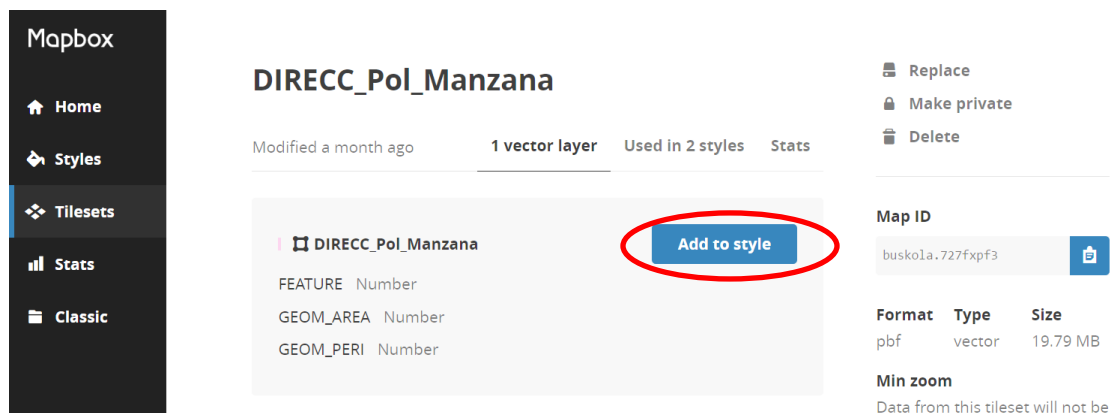 Mapbox
Home
Styles
Tilesets
Stats
Classic
DIRECC_Pol_Manzana
Modified a month ago 1 vector layer Used in 2 styles Stats
DIRECC_Pol_Manzana Add to style
FEATURE Number
GEOM_AREA Number
GEOM_PERI Number
Replace
Make private
Delete
Map ID
buskola.727fxpf3
Format Type Size
pbf vector 19.79 MB
Min zoom
Data from this tileset will not be